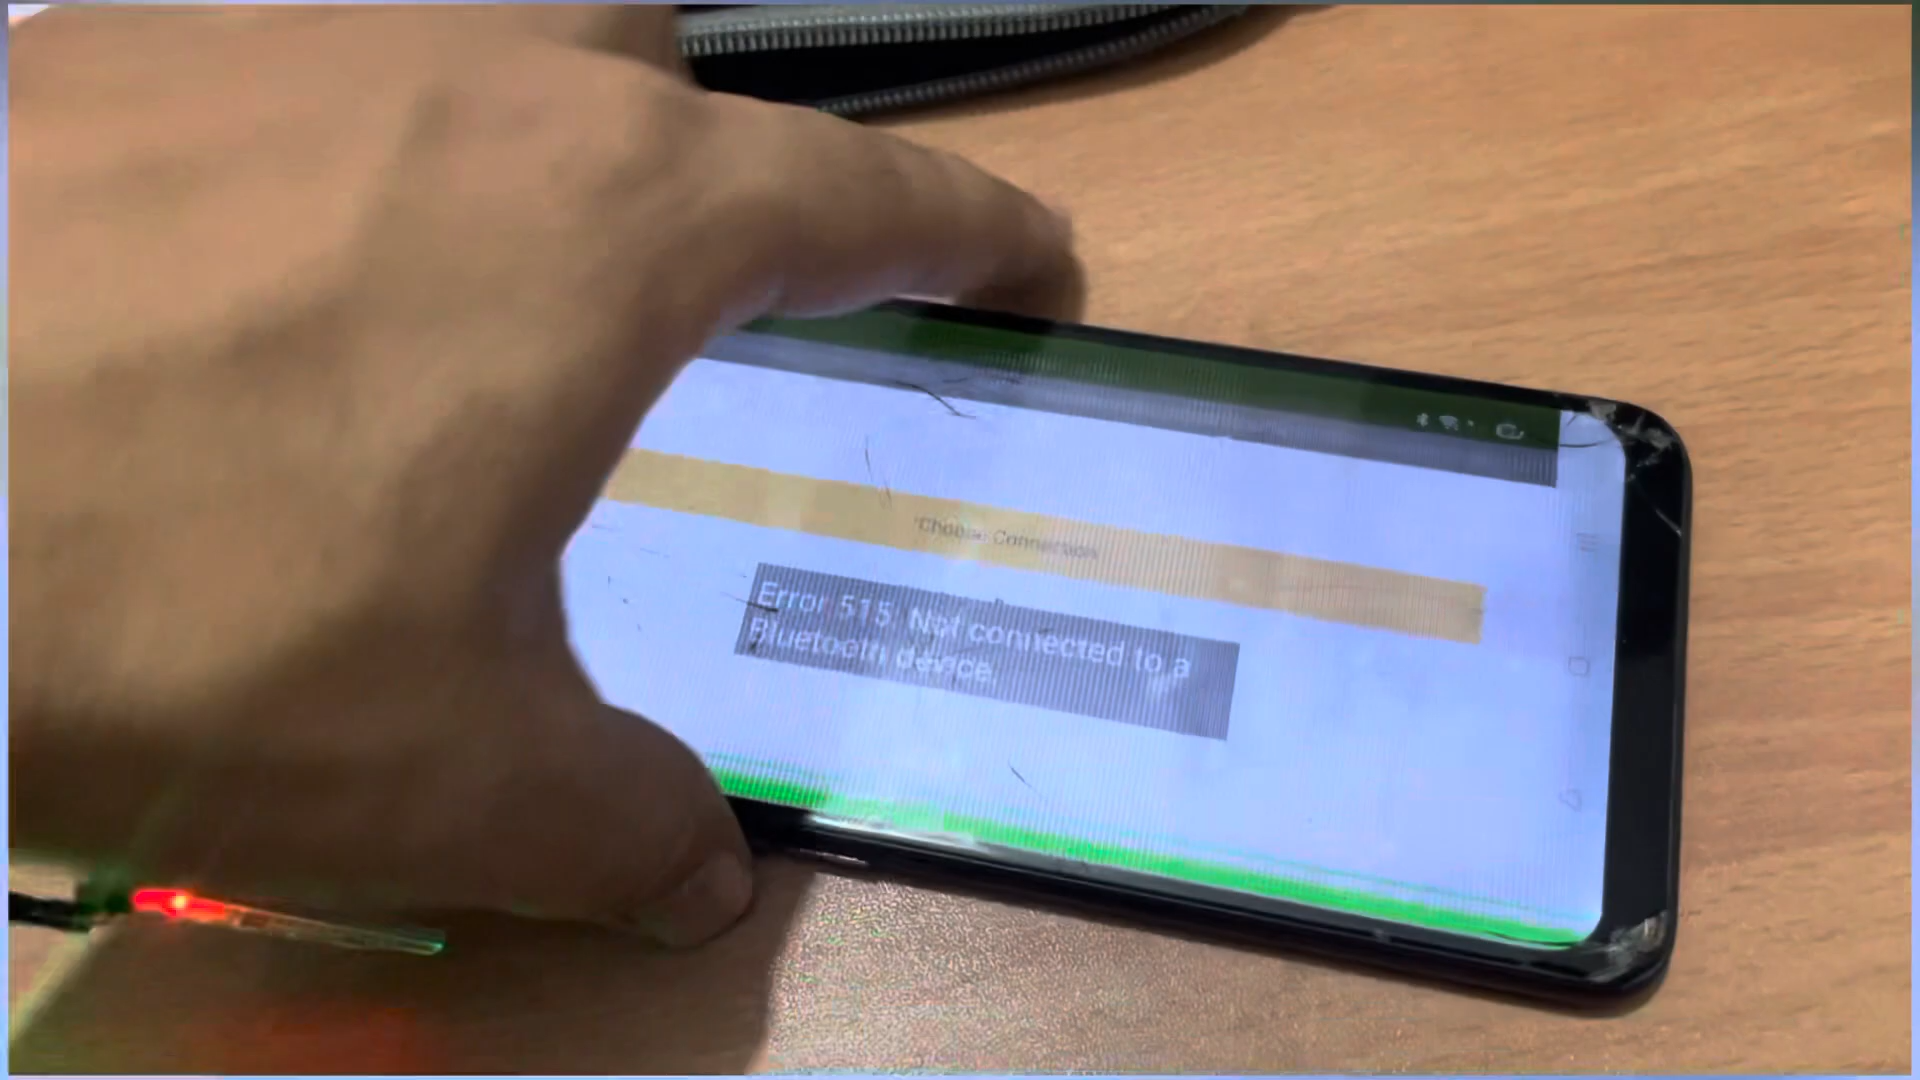 "Choose Connection
Error 515: Not connected to a
Bluetooth device.